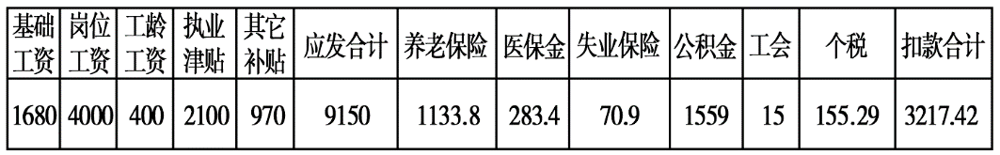 基础工资 岗位工资 工龄工资 执业津贴 其它补贴 应发合计 养老保险 医保金 失业保险 公积金 工会 个税 扣款合计
1680 4000 400 2100 970 9150 1133.8 283.4 70.9 1559 15 155.29 3217.42